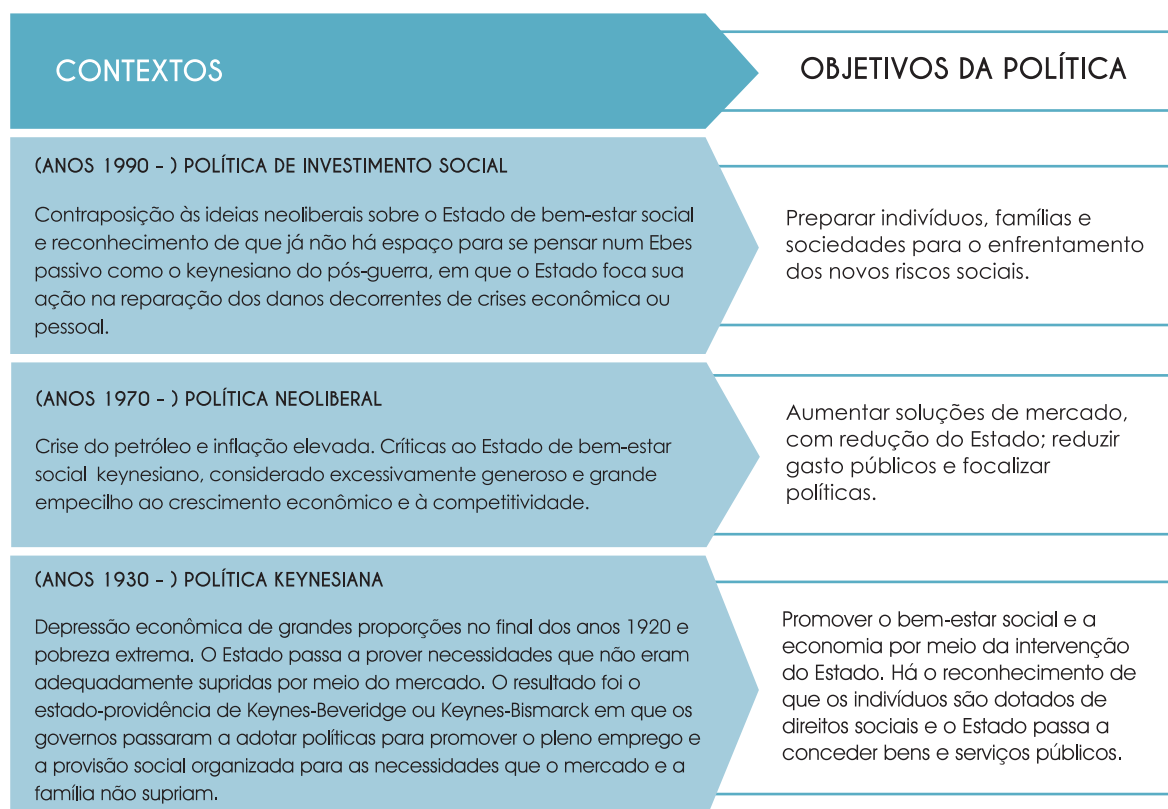 CONTEXTOS
OBJETIVOS DA POLÍTICA
(ANOS 1990 - ) POLÍTICA DE INVESTIMENTO SOCIAL
Contraposição às ideias neoliberais sobre o Estado de bem-estar social
e reconhecimento de que já não há espaço para se pensar num Ebes
passivo como o keynesiano do pós-guerra, em que o Estado foca sua
ação na reparação dos danos decorrentes de crises econômica ou
pessoal.
Preparar indivíduos, famílias e
sociedades para o enfrentamento
dos novos riscos sociais.
(ANOS 1970 - ) POLÍTICA NEOLIBERAL
Crise do petróleo e inflação elevada. Críticas ao Estado de bem-estar
social keynesiano, considerado excessivamente generoso e grande
empecilho ao crescimento econômico e à competitividade.
Aumentar soluções de mercado,
com redução do Estado; reduzir
gasto públicos e focalizar
políticas.
(ANOS 1930 - ) POLÍTICA KEYNESIANA
Depressão econômica de grandes proporções no final dos anos 1920 e
pobreza extrema. O Estado passa a prover necessidades que não eram
adequadamente supridas por meio do mercado. O resultado foi o
estado-providência de Keynes-Beveridge ou Keynes-Bismarck em que os
governos passaram a adotar políticas para promover o pleno emprego e
a provisão social organizada para as necessidades que o mercado e a
família não supriam.
Promover o bem-estar social e a
economia por meio da intervenção
do Estado. Há o reconhecimento de
que os indivíduos são dotados de
direitos sociais e o Estado passa a
conceder bens e serviços públicos.